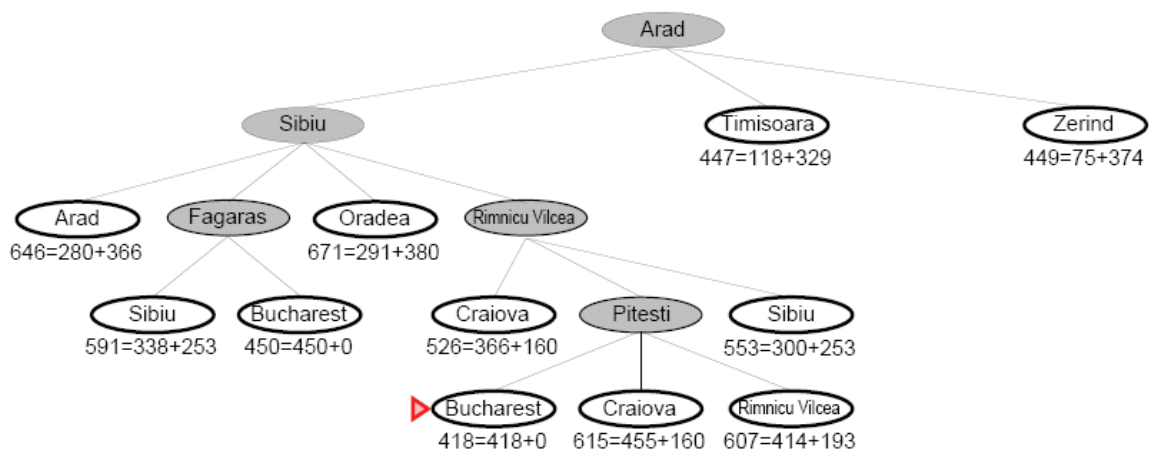 Arad
Sibiu
Timisoara
Zerind
447=118+329
449=75+374
Arad
Fagaras
Oradea
Rimnicu Vilcea
646=280+366
671=291+380
Sibiu
Bucharest
Craiova
Pitesti
Sibiu
591=338+253
450=450+0
526=366+160
553=300+253
Bucharest
Craiova
Rimnicu Vilcea
418=418+0
615=455+160
607=414+193